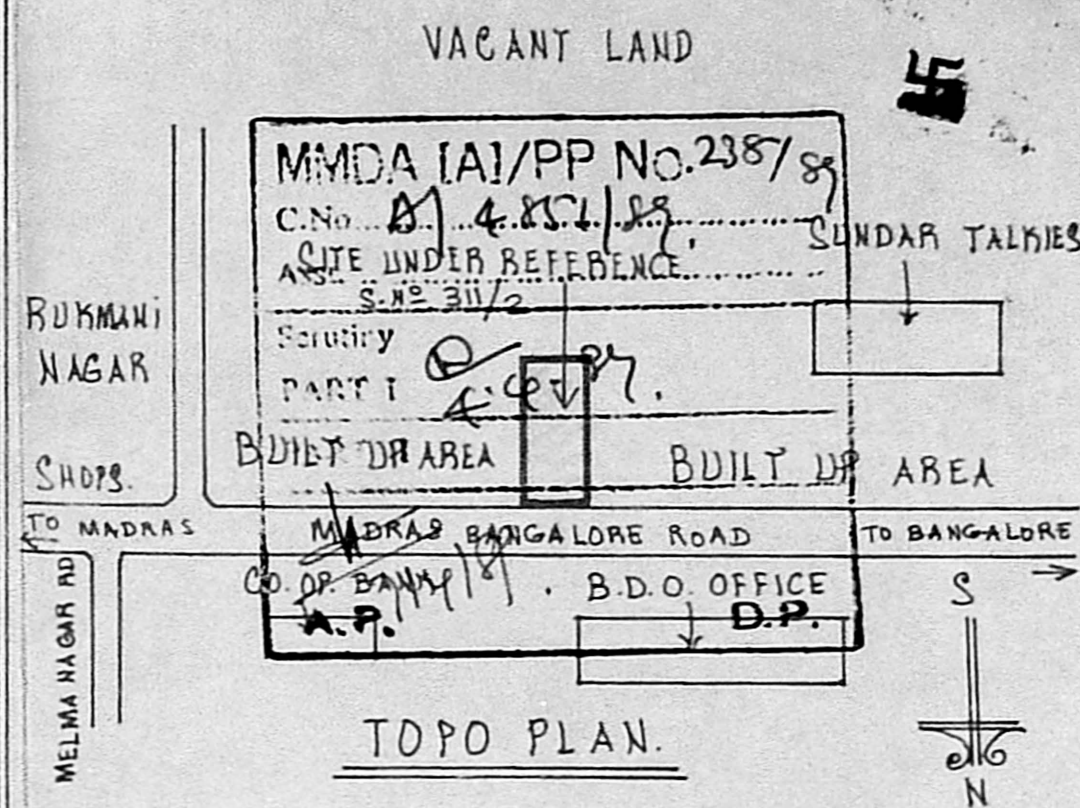 VACANT LAND
MMDA [A]/PP No. 238/89
C.No. A) 4851/89
SUNDAR TALKIES
SITE UNDER REFERENCE
S.Nº 311/2
RUKMANI
NAGAR
Scrutiny
PART I
BUILT UP AREA
BUILT UP AREA
SHOPS.
TO MADRAS
MADRAS BANGALORE ROAD
TO BANGALORE
CO.OP. BANK
B.D.O. OFFICE
S
A.P.
D.P.
MELMA NAGAR RD
TOPO PLAN.
N